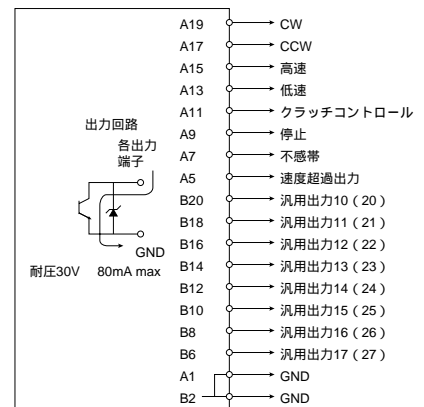 A19 CW
A17 CCW
A15 高速
A13 低速
A11 クラッチコントロール
A9 停止
A7 不感帯
A5 速度超過出力
B20 汎用出力10（20）
B18 汎用出力11（21）
B16 汎用出力12（22）
B14 汎用出力13（23）
B12 汎用出力14（24）
B10 汎用出力15（25）
B8 汎用出力16（26）
B6 汎用出力17（27）
A1 GND
B2 GND
出力回路
各出力
端子
GND
耐圧30V 80mA max